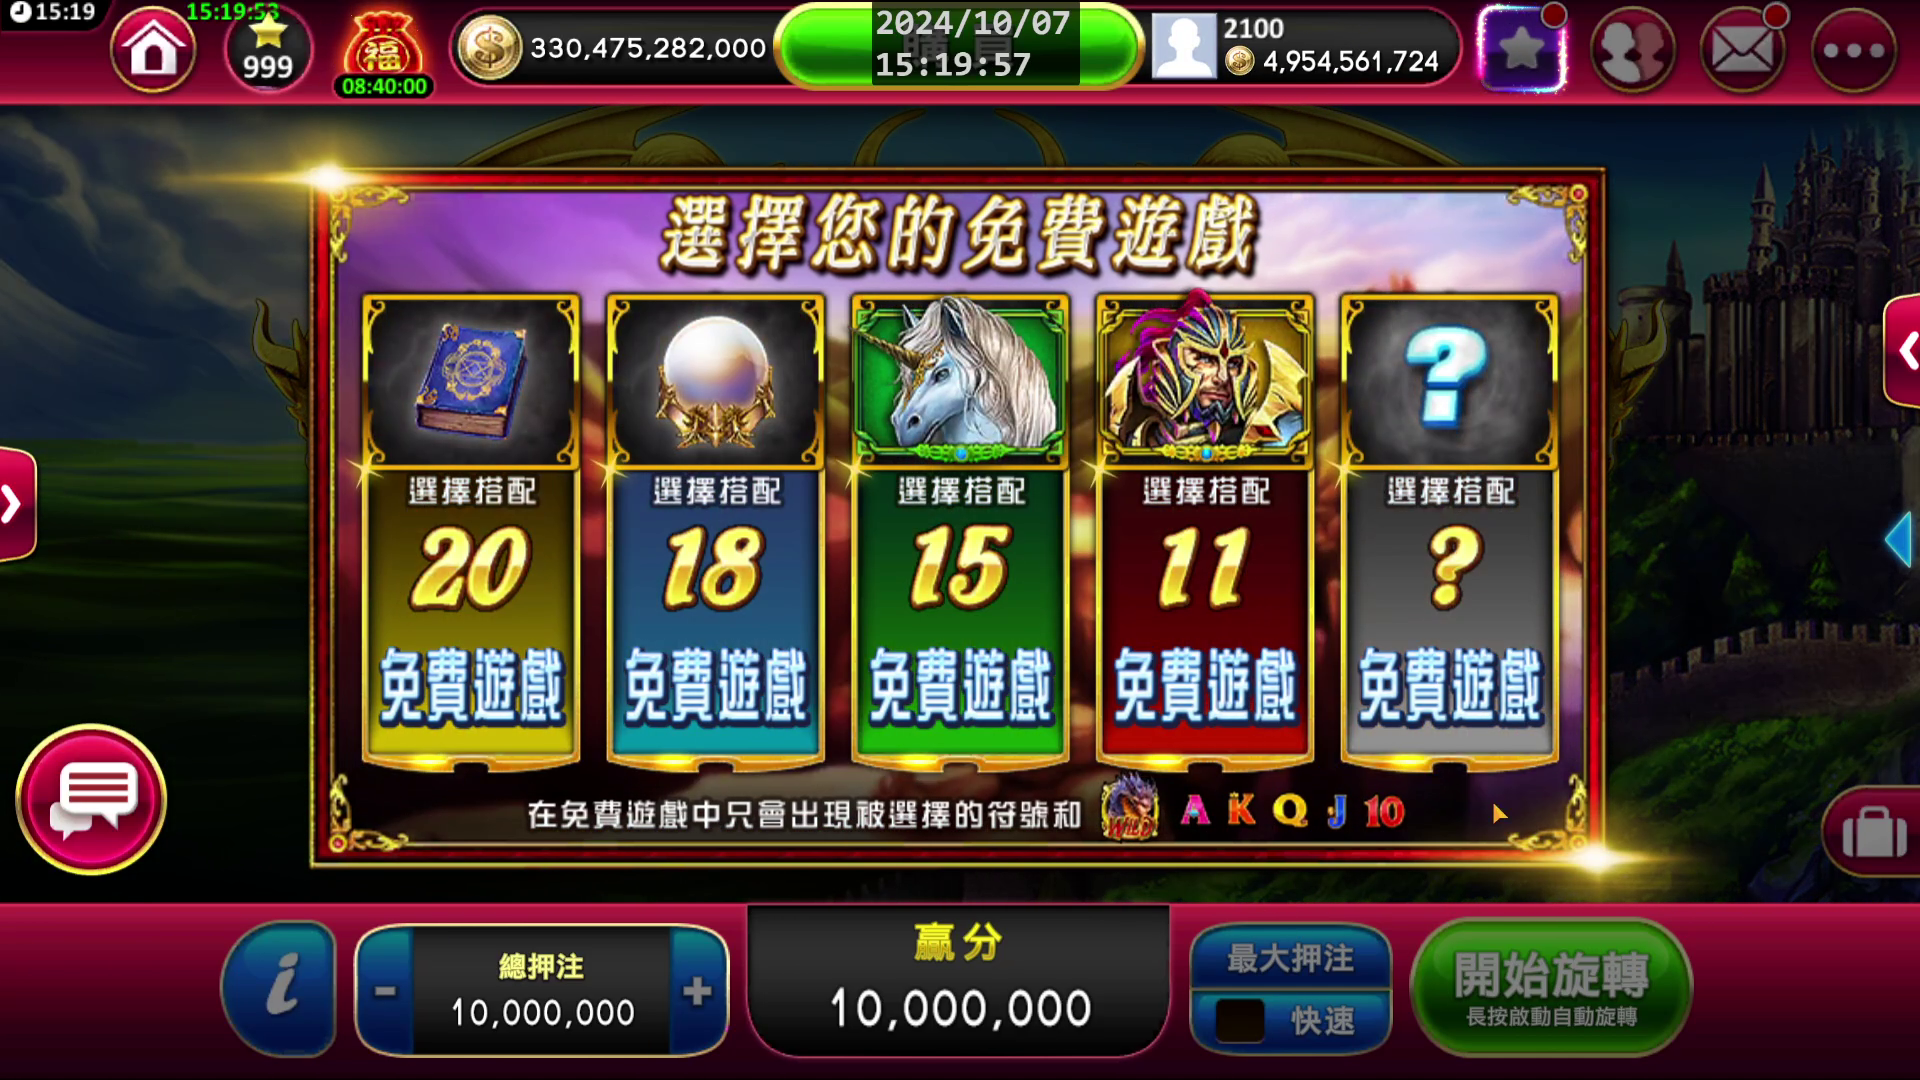 15:19
15:19:53
999
福
08:40:00
330,475,282,000
2024/10/07
15:19:57
2100
4,954,561,724
選擇您的免費遊戲
選擇搭配
20
免費遊戲
選擇搭配
18
免費遊戲
選擇搭配
15
免費遊戲
選擇搭配
11
免費遊戲
?
選擇搭配
?
免費遊戲
在免費遊戲中只會出現被選擇的符號和 WILD A K Q J 10
i
-
總押注
10,000,000
+
贏分
10,000,000
最大押注
快速
開始旋轉
長按啟動自動旋轉